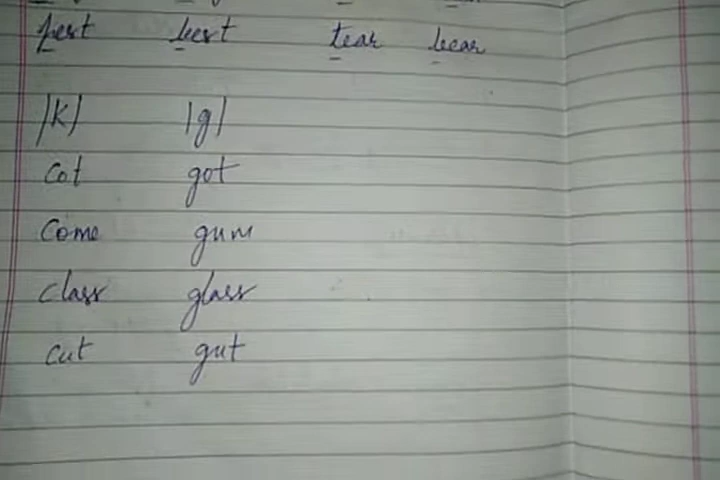 pest best tear bear
/k/ /g/
cot got
come gum
class glass
cut gut